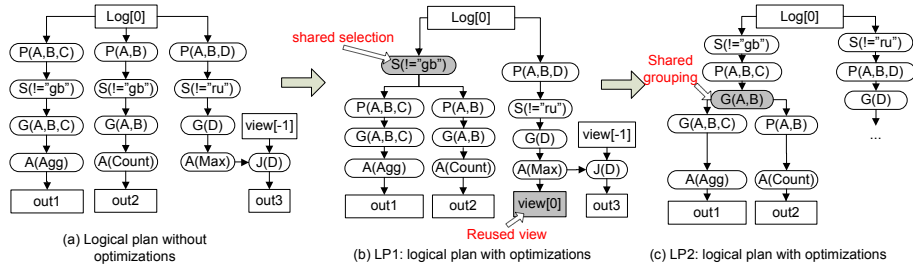 Log[0]
P(A,B,C)
P(A,B)
P(A,B,D)
S(!="gb")
S(!="gb")
S(!="ru")
G(A,B,C)
G(A,B)
G(D)
view[-1]
A(Agg)
A(Count)
A(Max)
J(D)
out1
out2
out3
(a) Logical plan without
optimizations
Log[0]
shared selection
S(!="gb")
P(A,B,D)
P(A,B,C)
P(A,B)
S(!="ru")
G(A,B,C)
G(A,B)
G(D)
view[-1]
A(Agg)
A(Count)
A(Max)
J(D)
out1
out2
view[0]
out3
Reused view
(b) LP1: logical plan with optimizations
Log[0]
S(!="gb")
S(!="ru")
Shared
grouping
P(A,B,C)
P(A,B,D)
G(A,B)
G(D)
G(A,B,C)
P(A,B)
...
A(Agg)
A(Count)
out1
out2
(c) LP2: logical plan with optimizations